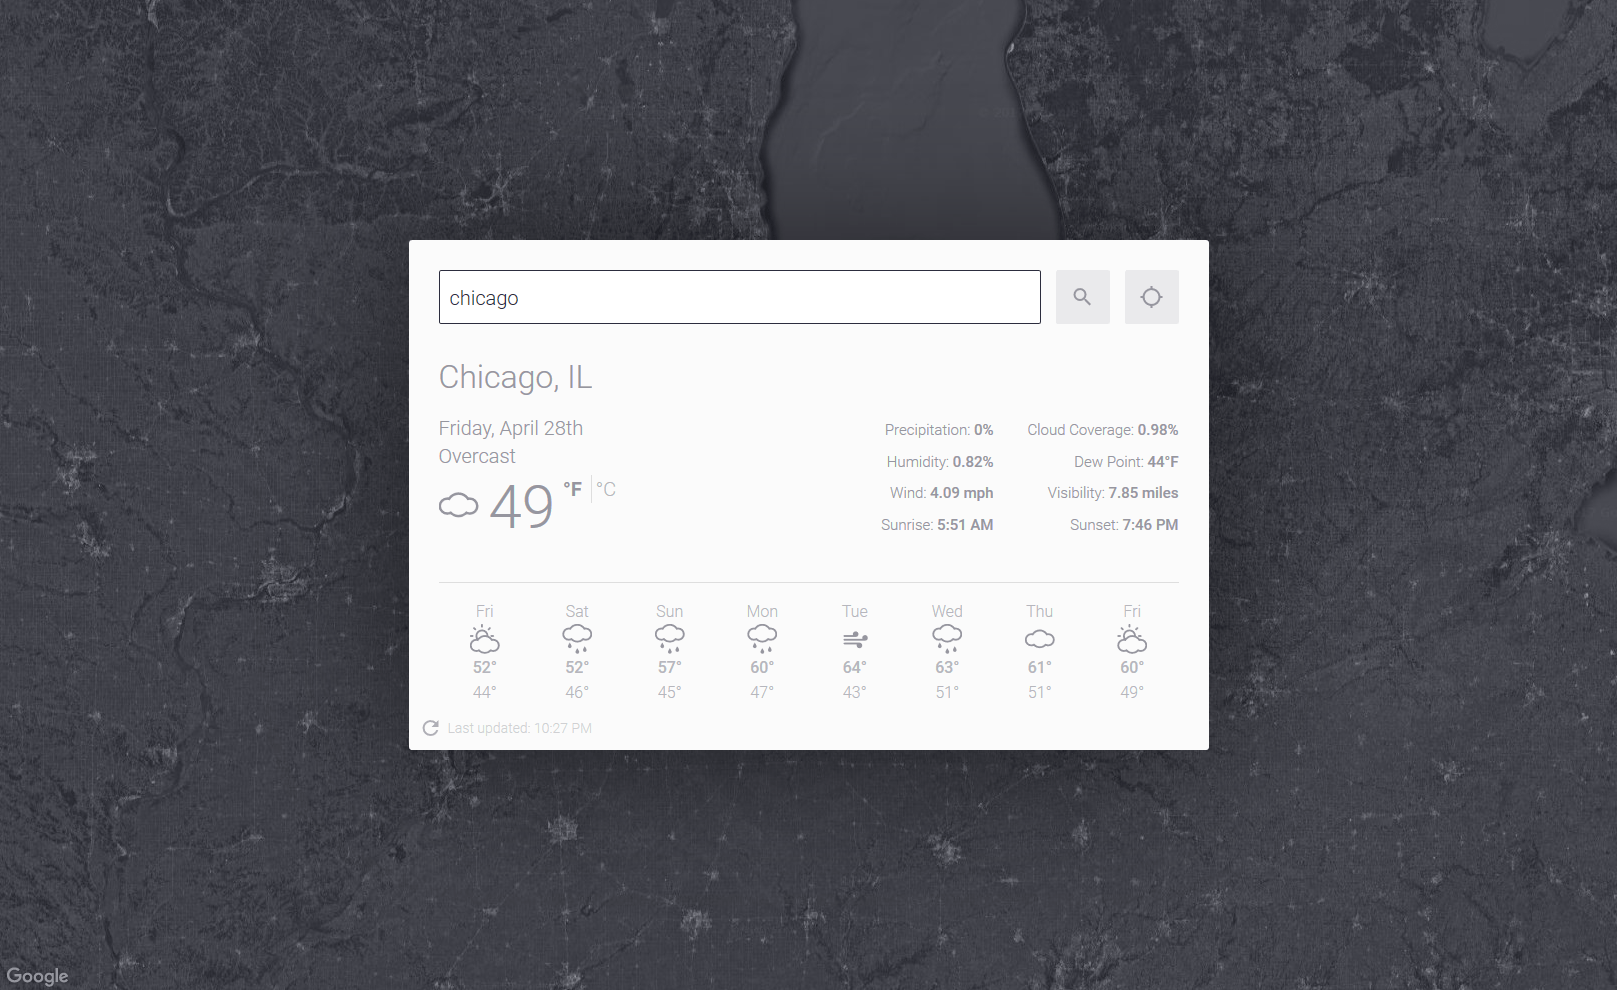 chicago
Chicago, IL
Friday, April 28th
Overcast
49 °F °C
Precipitation: 0% Cloud Coverage: 0.98%
Humidity: 0.82% Dew Point: 44°F
Wind: 4.09 mph Visibility: 7.85 miles
Sunrise: 5:51 AM Sunset: 7:46 PM
Fri Sat Sun Mon Tue Wed Thu Fri
52° 52° 57° 60° 64° 63° 61° 60°
44° 46° 45° 47° 43° 51° 51° 49°
Last updated: 10:27 PM
Google